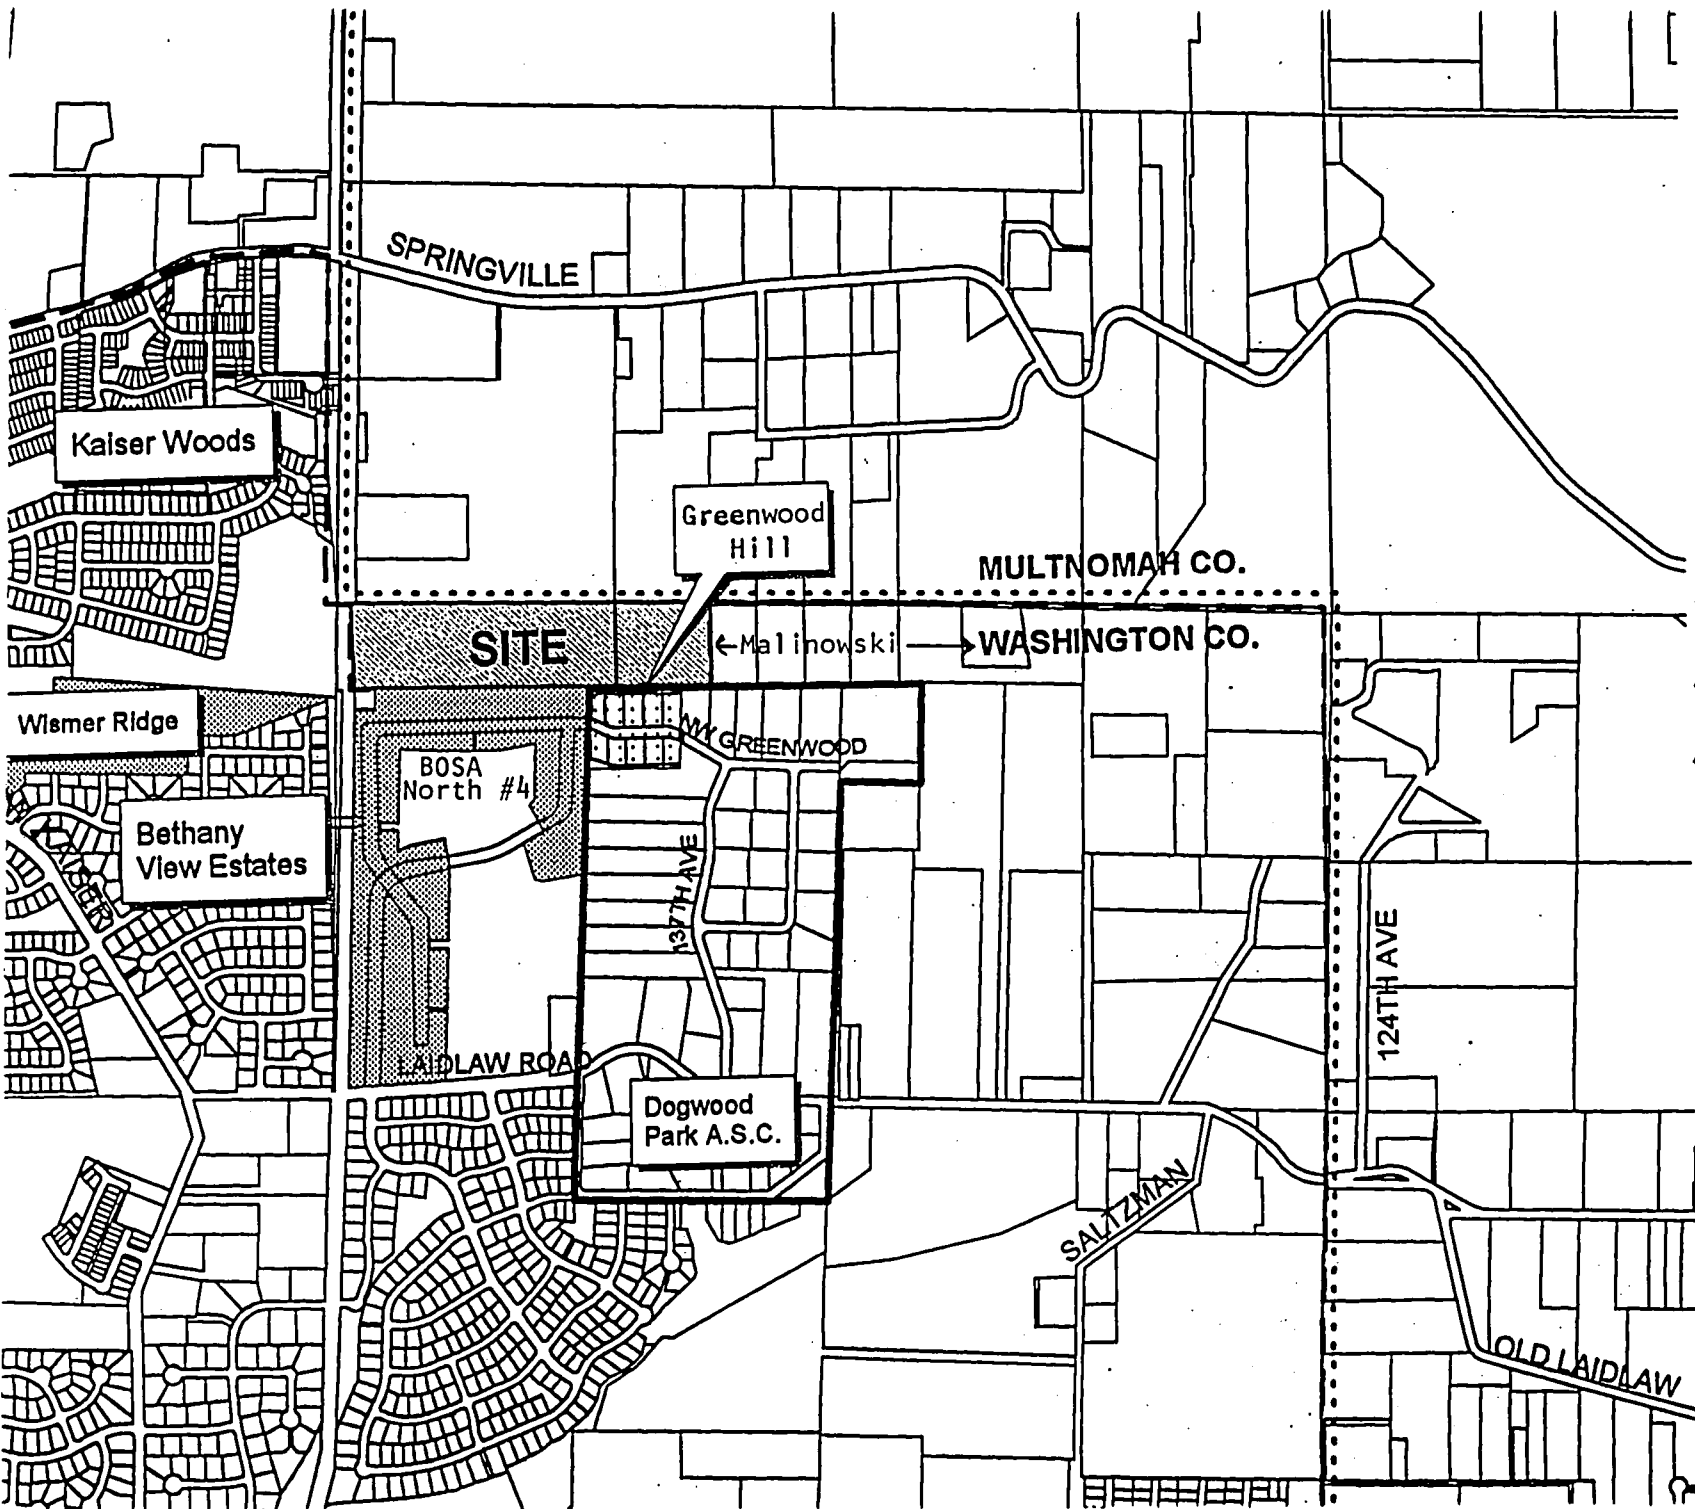 SPRINGVILLE
Kaiser Woods
Greenwood
Hill
MULTNOMAH CO.
SITE
←Malinowski→
WASHINGTON CO.
Wismer Ridge
NW GREENWOOD
BOSA
North #4
Bethany
View Estates
137TH AVE
KAISER
124TH AVE
LAIDLAW ROAD
Dogwood
Park A.S.C.
SALTZMAN
OLD LAIDLAW